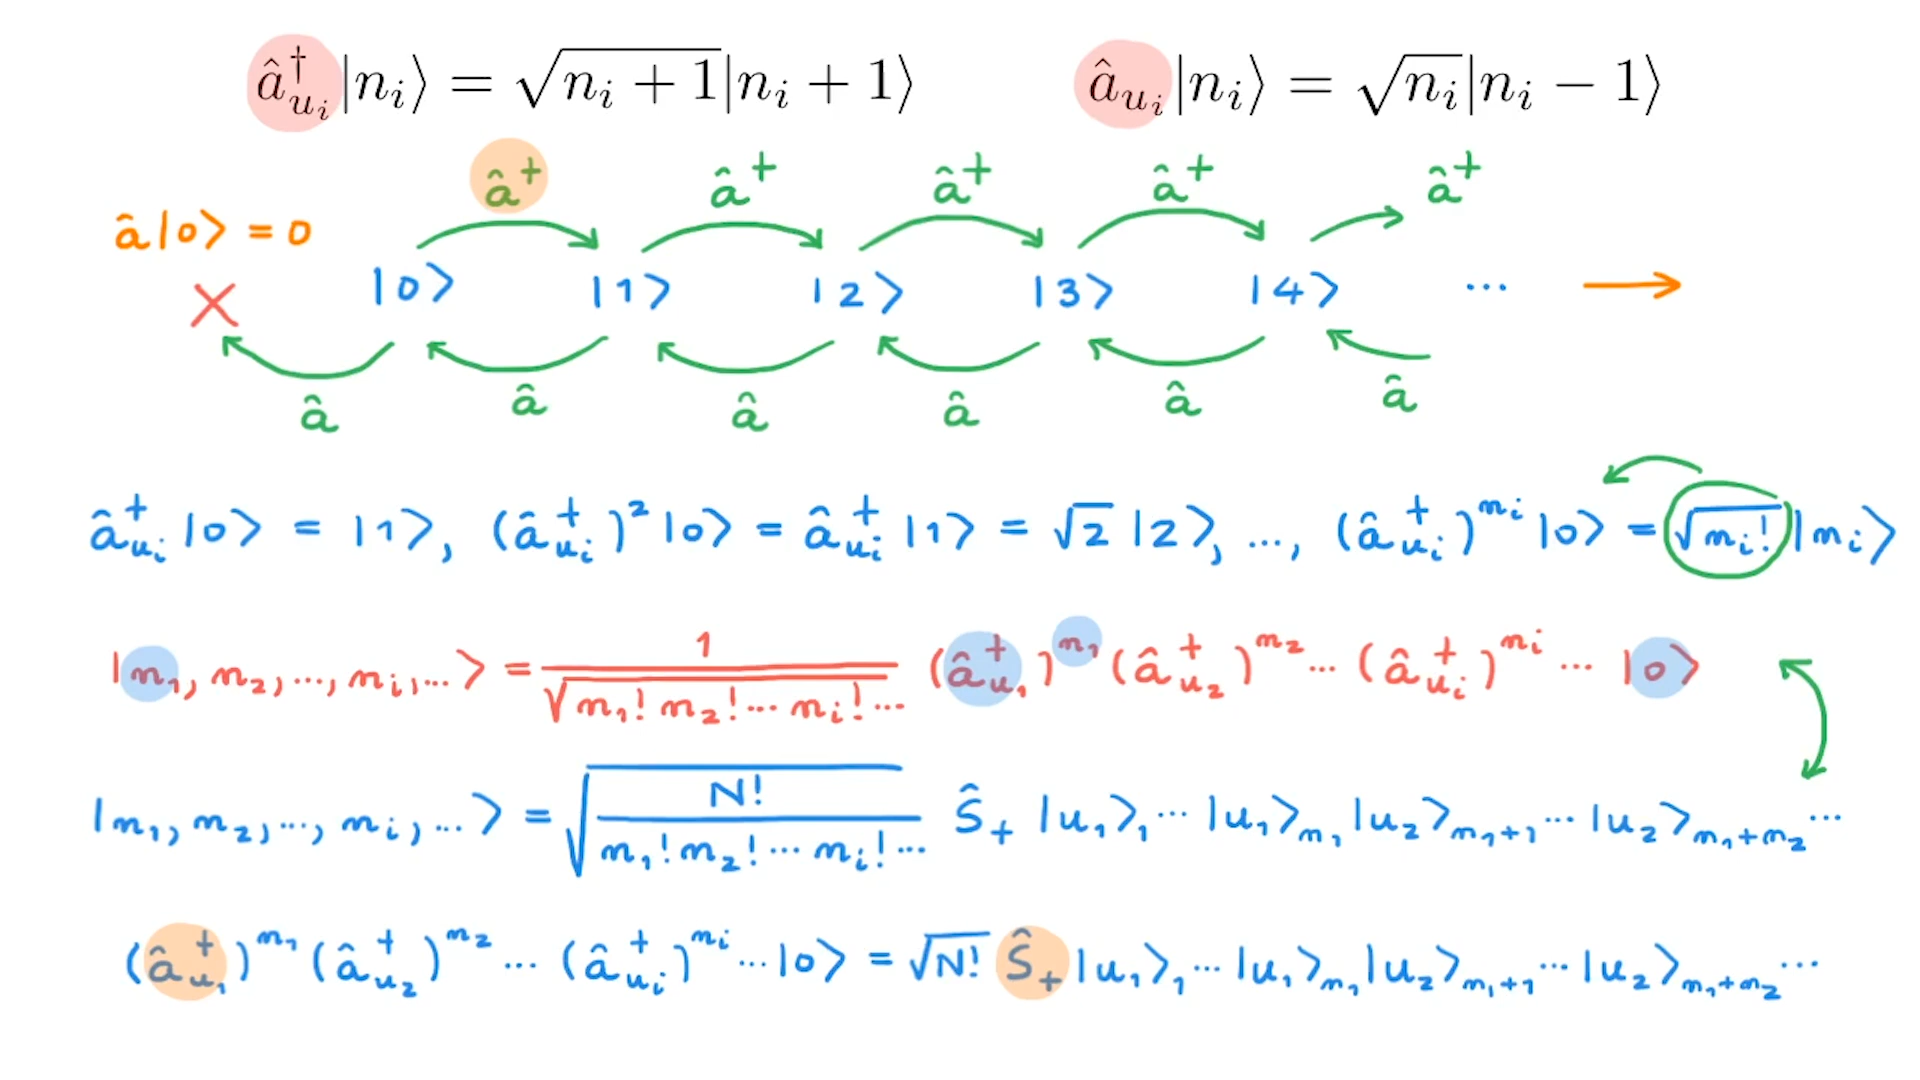 â†_{u_i}|n_i⟩ = √(n_i + 1)|n_i + 1⟩    â_{u_i}|n_i⟩ = √n_i|n_i − 1⟩
â⁺ â⁺ â⁺ â⁺ â⁺
â|0⟩ = 0
× |0⟩ |1⟩ |2⟩ |3⟩ |4⟩ ... →
â â â â â â
â⁺_{u_i}|0⟩ = |1⟩, (â⁺_{u_i})²|0⟩ = â⁺_{u_i}|1⟩ = √2 |2⟩, ..., (â⁺_{u_i})^{n_i}|0⟩ = √(n_i!) |n_i⟩
|n_1, n_2, ..., n_i, ...⟩ = 1/√(n_1! n_2! ... n_i! ...) (â⁺_{u_1})^{n_1} (â⁺_{u_2})^{n_2} ... (â⁺_{u_i})^{n_i} ... |0⟩
|n_1, n_2, ..., n_i, ...⟩ = √(N!/(n_1! n_2! ... n_i! ...)) Ŝ_+ |u_1⟩_1 ... |u_1⟩_{n_1} |u_2⟩_{n_1+1} ... |u_2⟩_{n_1+n_2} ...
(â⁺_{u_1})^{n_1} (â⁺_{u_2})^{n_2} ... (â⁺_{u_i})^{n_i} ... |0⟩ = √N! Ŝ_+ |u_1⟩_1 ... |u_1⟩_{n_1} |u_2⟩_{n_1+1} ... |u_2⟩_{n_1+n_2} ...